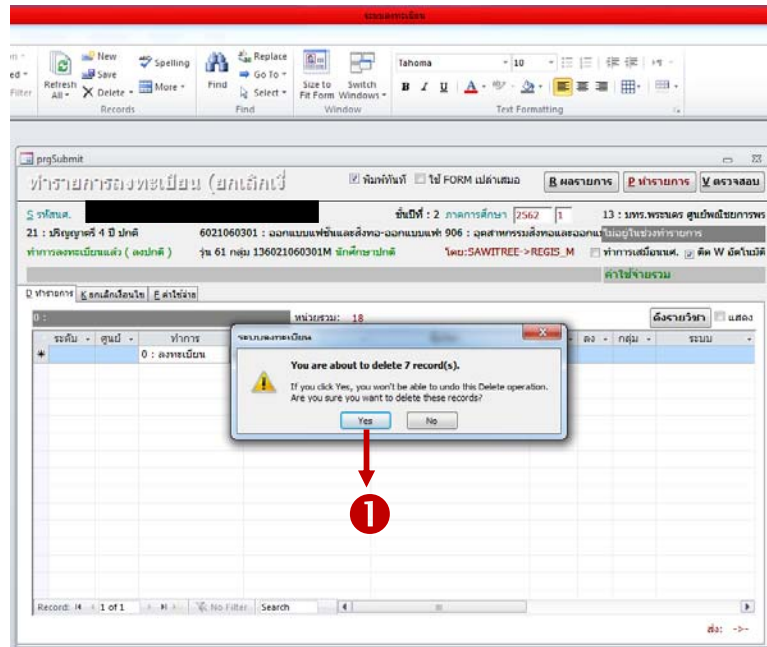 ระบบลงทะเบียน
New Spelling Replace
Save Go To Tahoma 10
Refresh All Delete More Find Select Size to Fit Form Switch Windows B I U A
Records Find Window Text Formatting
prgSubmit
ทำรายการลงทะเบียน (ยกเลิกเงื่ พิมพ์ทันที ใช้ FORM เปล่าเสมอ R ผลรายการ P ทำรายการ V ตรวจสอบ
S รหัสนศ. ชั้นปีที่ : 2 ภาคการศึกษา 2562 1 13 : มทร.พระนคร ศูนย์พณิชยการพร
21 : ปริญญาตรี 4 ปี ปกติ 6021060301 : ออกแบบแฟชั่นและสิ่งทอ-ออกแบบแฟชั 906 : อุตสาหกรรมสิ่งทอและออกแบ ไม่อยู่ในช่วงทำรายการ
ทำการลงทะเบียนแล้ว ( ลงปกติ ) รุ่น 61 กลุ่ม 136021060301M นักศึกษาปกติ โดย:SAWITREE->REGIS_M ทำการเสมือนนศ. ติด W อัตโนมัติ
ค่าใช้จ่ายรวม
D ทำรายการ K ยกเลิกเงื่อนไข E ค่าใช้จ่าย
0 : หน่วยรวม: 18 ดึงรายวิชา แสดง
ระดับ ศูนย์ ทำการ ตง กลุ่ม ระบบ
0 : ลงทะเบียน
ระบบลงทะเบียน
You are about to delete 7 record(s).
If you click Yes, you won't be able to undo this Delete operation.
Are you sure you want to delete these records?
Yes No
1
Record: 1 of 1 No Filter Search
ส่ง: ->-